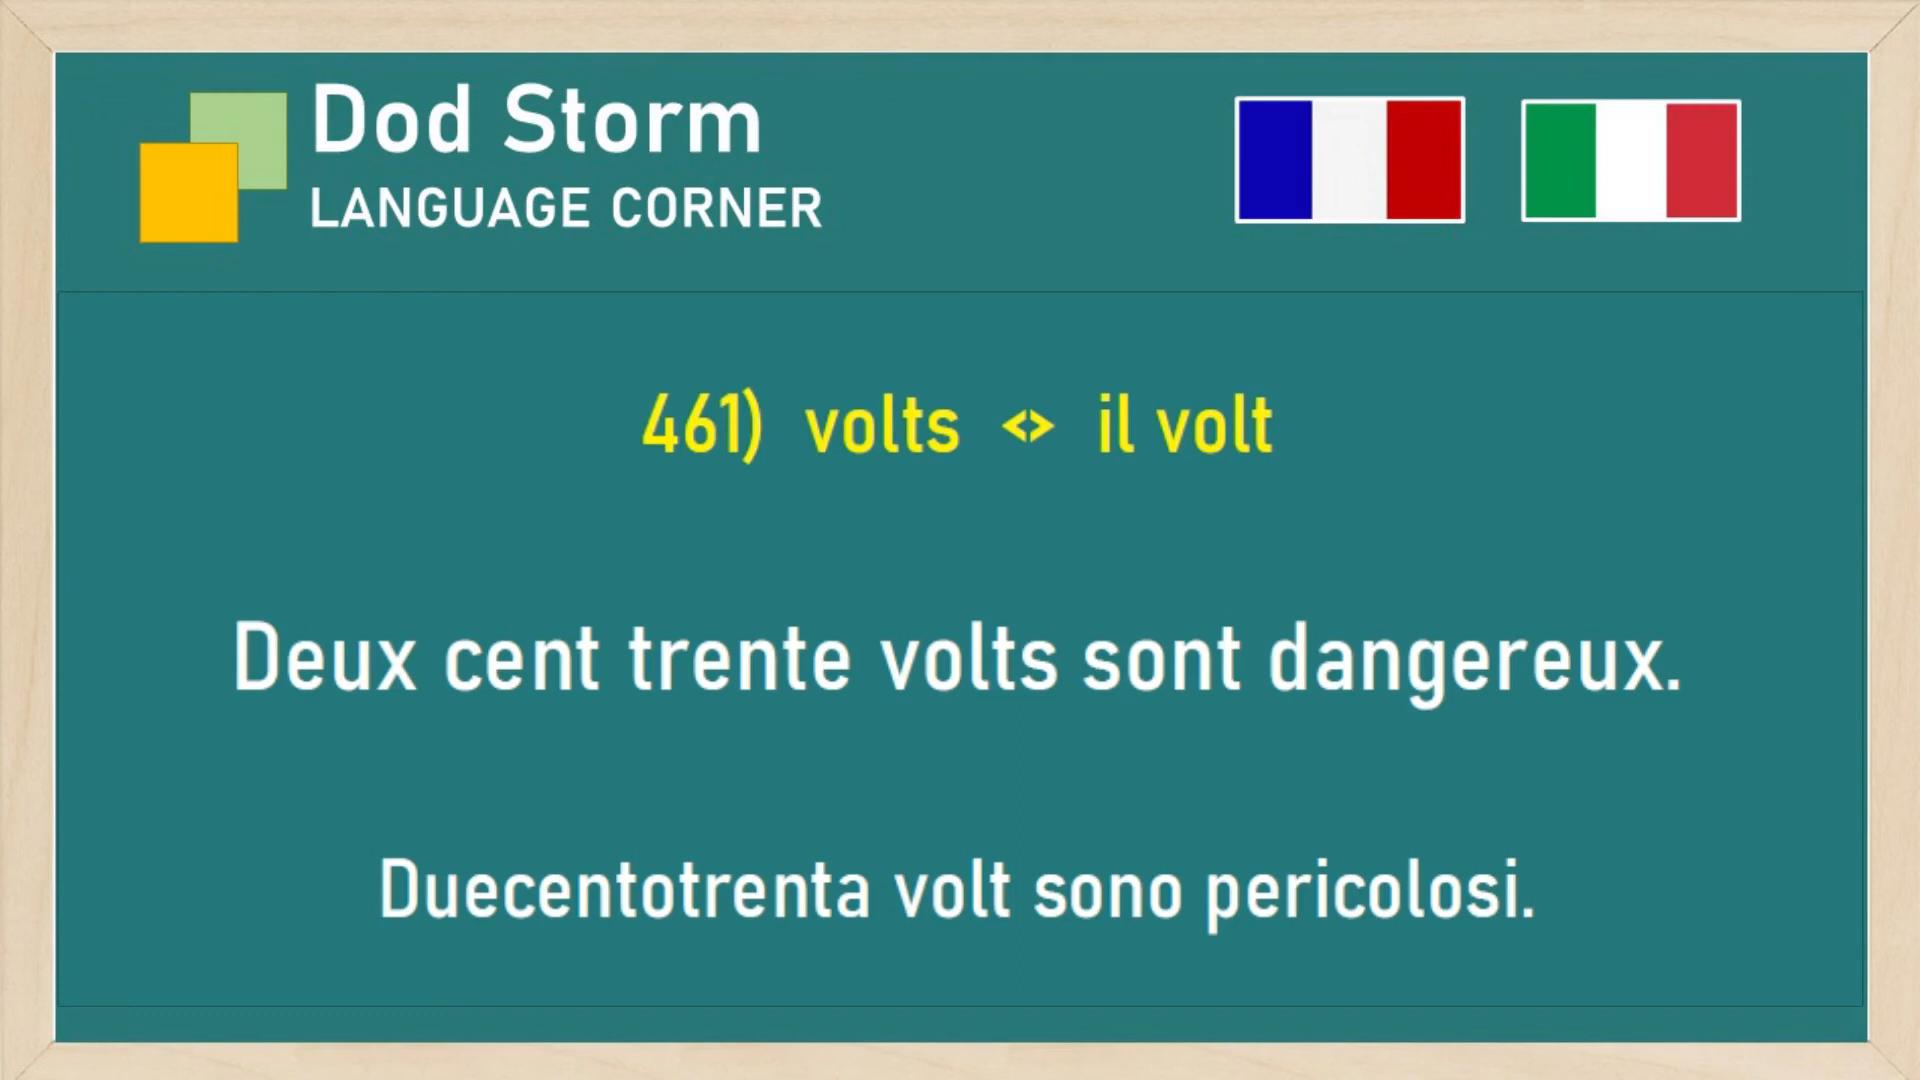 Dod Storm
LANGUAGE CORNER
461) volts <> il volt
Deux cent trente volts sont dangereux.
Duecentotrenta volt sono pericolosi.